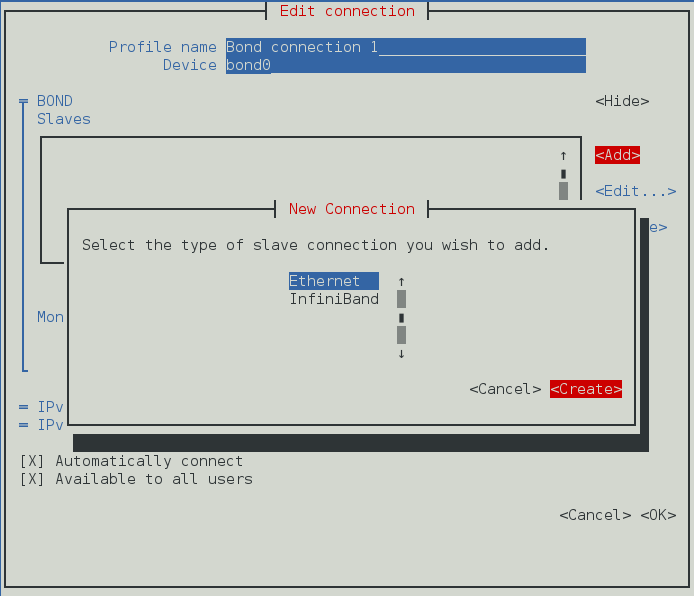 Edit connection
Profile name Bond connection 1
Device bond0
BOND <Hide>
Slaves
<Add>
<Edit...>
New Connection
e>
Select the type of slave connection you wish to add.
Ethernet
InfiniBand
Mon
<Cancel> <Create>
= IPv
= IPv
[X] Automatically connect
[X] Available to all users
<Cancel> <OK>